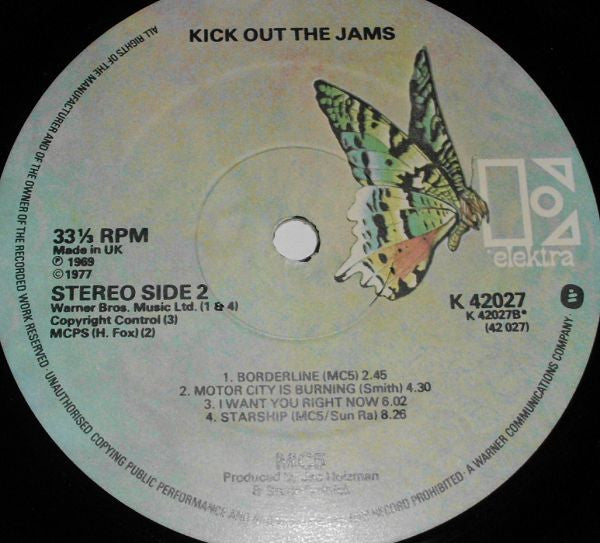 KICK OUT THE JAMS
elektra
33⅓ RPM
Made in UK
℗ 1969
© 1977
STEREO SIDE 2
Warner Bros. Music Ltd. (1 & 4)
Copyright Control (3)
MCPS (H. Fox) (2)
K 42027
K 42027B*
(42 027)
1. BORDERLINE (MC5) 2.45
2. MOTOR CITY IS BURNING (Smith) 4.30
3. I WANT YOU RIGHT NOW 6.02
4. STARSHIP (MC5/Sun Ra) 8.26
MC5
Produced by Jac Holzman
&
ALL RIGHTS OF THE MANUFACTURER AND OF THE OWNER OF THE RECORDED WORK RESERVED · UNAUTHORISED COPYING PUBLIC PERFORMANCE AND RECORD PROHIBITED · A WARNER COMMUNICATIONS COMPANY ·